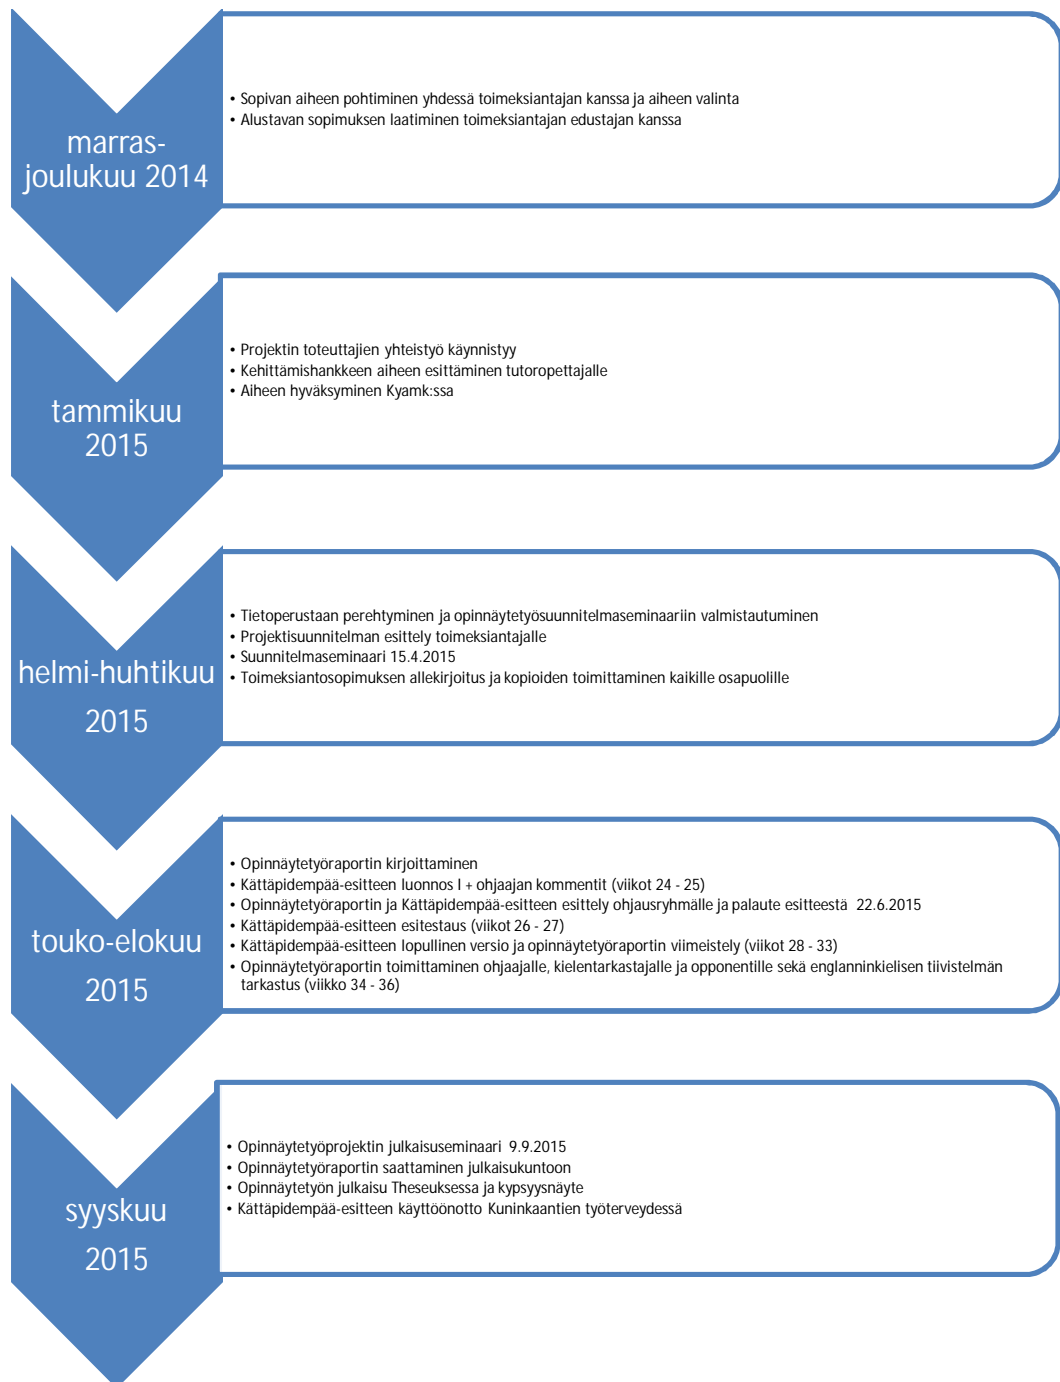 marras-
joulukuu 2014
• Sopivan aiheen pohtiminen yhdessä toimeksiantajan kanssa ja aiheen valinta
• Alustavan sopimuksen laatiminen toimeksiantajan edustajan kanssa
tammikuu
2015
• Projektin toteuttajien yhteistyö käynnistyy
• Kehittämishankkeen aiheen esittäminen tutoropettajalle
• Aiheen hyväksyminen Kyamk:ssa
helmi-huhtikuu
2015
• Tietoperustaan perehtyminen ja opinnäytetyösuunnitelmaseminaariin valmistautuminen
• Projektisuunnitelman esittely toimeksiantajalle
• Suunnitelmaseminaari 15.4.2015
• Toimeksiantosopimuksen allekirjoitus ja kopioiden toimittaminen kaikille osapuolille
touko-elokuu
2015
• Opinnäytetyöraportin kirjoittaminen
• Kättäpidempää-esitteen luonnos I + ohjaajan kommentit (viikot 24 - 25)
• Opinnäytetyöraportin ja Kättäpidempää-esitteen esittely ohjausryhmälle ja palaute esitteestä 22.6.2015
• Kättäpidempää-esitteen esitestaus (viikot 26 - 27)
• Kättäpidempää-esitteen lopullinen versio ja opinnäytetyöraportin viimeistely (viikot 28 - 33)
• Opinnäytetyöraportin toimittaminen ohjaajalle, kielentarkastajalle ja opponentille sekä englanninkielisen tiivistelmän
tarkastus (viikko 34 - 36)
syyskuu
2015
• Opinnäytetyöprojektin julkaisuseminaari 9.9.2015
• Opinnäytetyöraportin saattaminen julkaisukuntoon
• Opinnäytetyön julkaisu Theseuksessa ja kypsyysnäyte
• Kättäpidempää-esitteen käyttöönotto Kuninkaantien työterveydessä